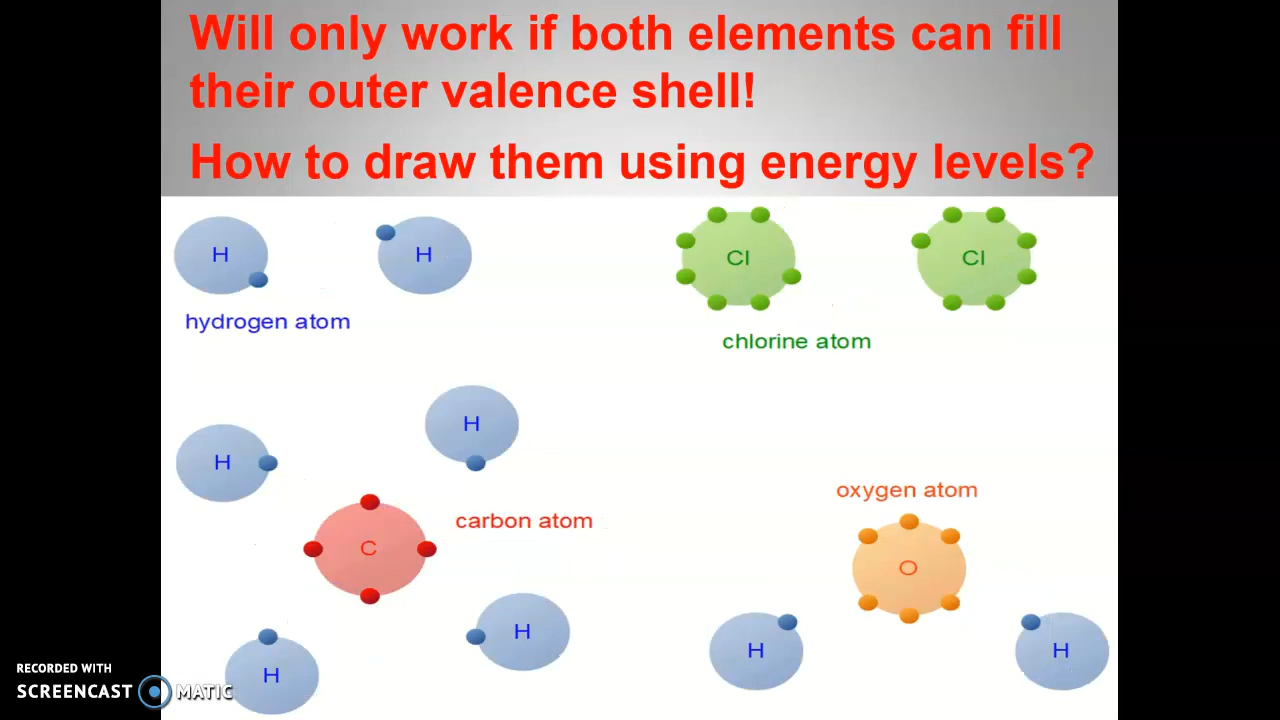 Will only work if both elements can fill
their outer valence shell!
How to draw them using energy levels?
H
H
Cl
Cl
hydrogen atom
chlorine atom
H
H
oxygen atom
carbon atom
C
O
H
H
H
H
RECORDED WITH
SCREENCAST MATIC